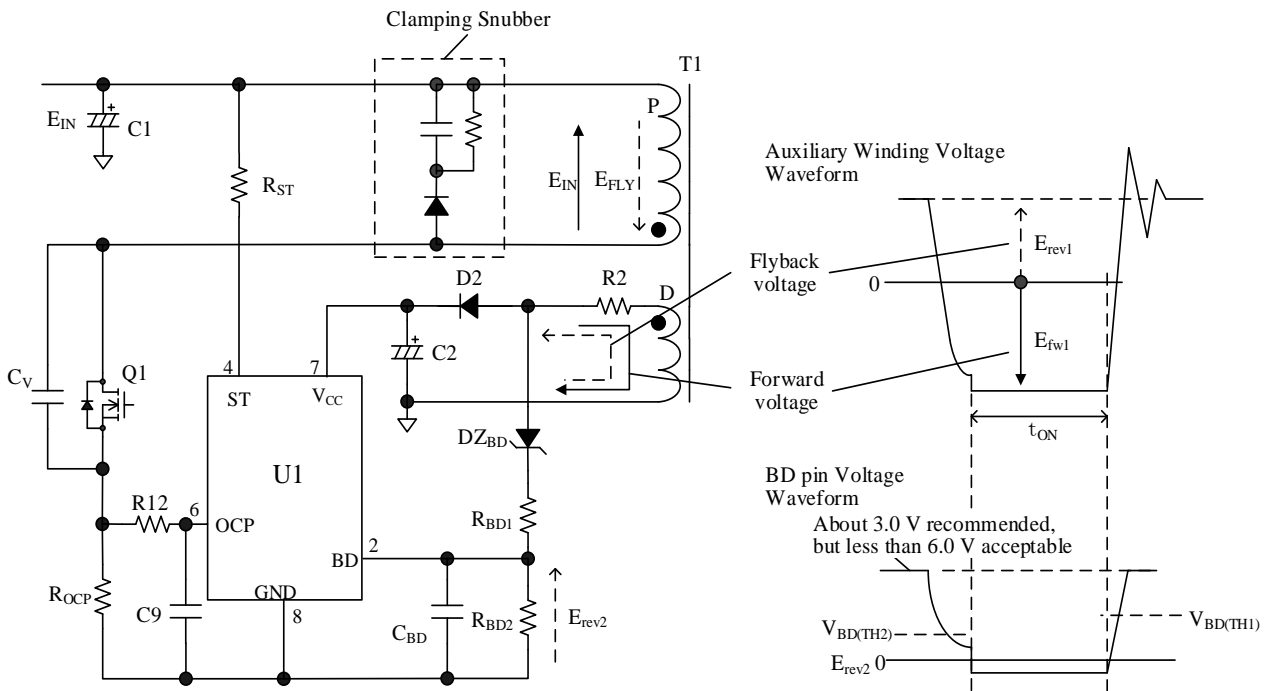 Clamping Snubber
T1
P
E_IN
C1
R_ST
E_IN
E_FLY
D2
R2
D
C2
C_V
Q1
4
ST
7
V_CC
U1
DZ_BD
R12
6
OCP
R_BD1
BD
2
R_OCP
C9
GND
8
C_BD
R_BD2
E_rev2
Auxiliary Winding Voltage
Waveform
Flyback
voltage
E_rev1
0
E_fw1
Forward
voltage
t_ON
BD pin Voltage
Waveform
About 3.0 V recommended,
but less than 6.0 V acceptable
V_BD(TH2)
V_BD(TH1)
E_rev2 0